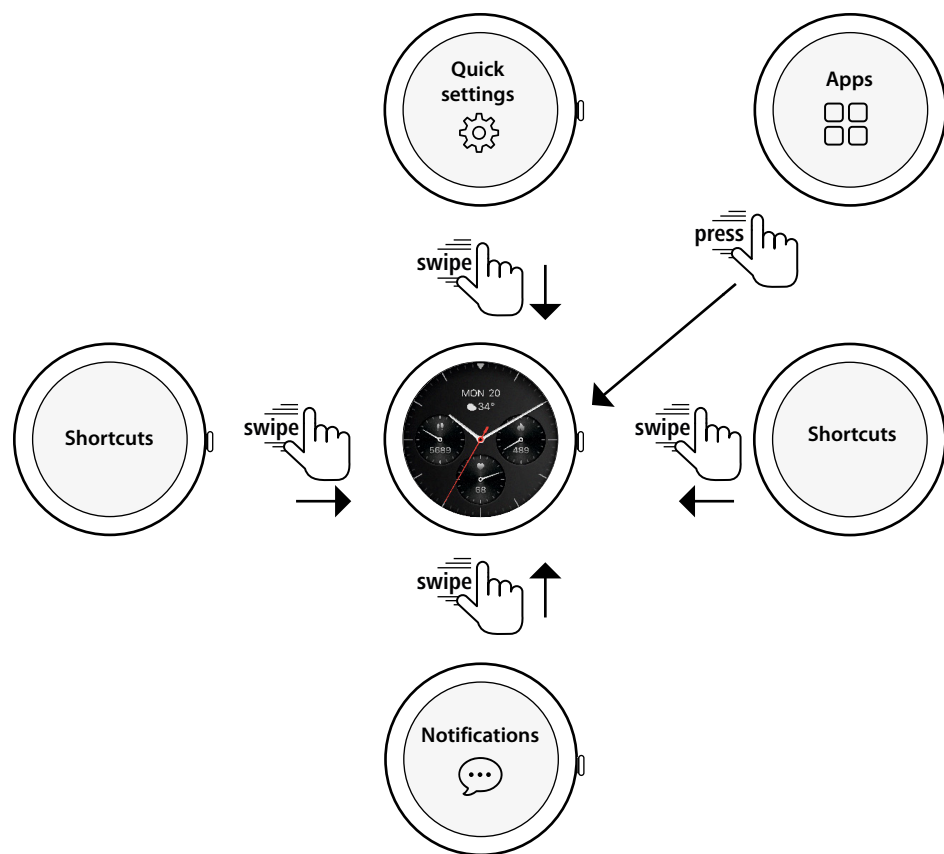 Quick
settings
Apps
press
swipe
MON 20
34°
5689
489
68
Shortcuts
swipe
swipe
Shortcuts
swipe
Notifications